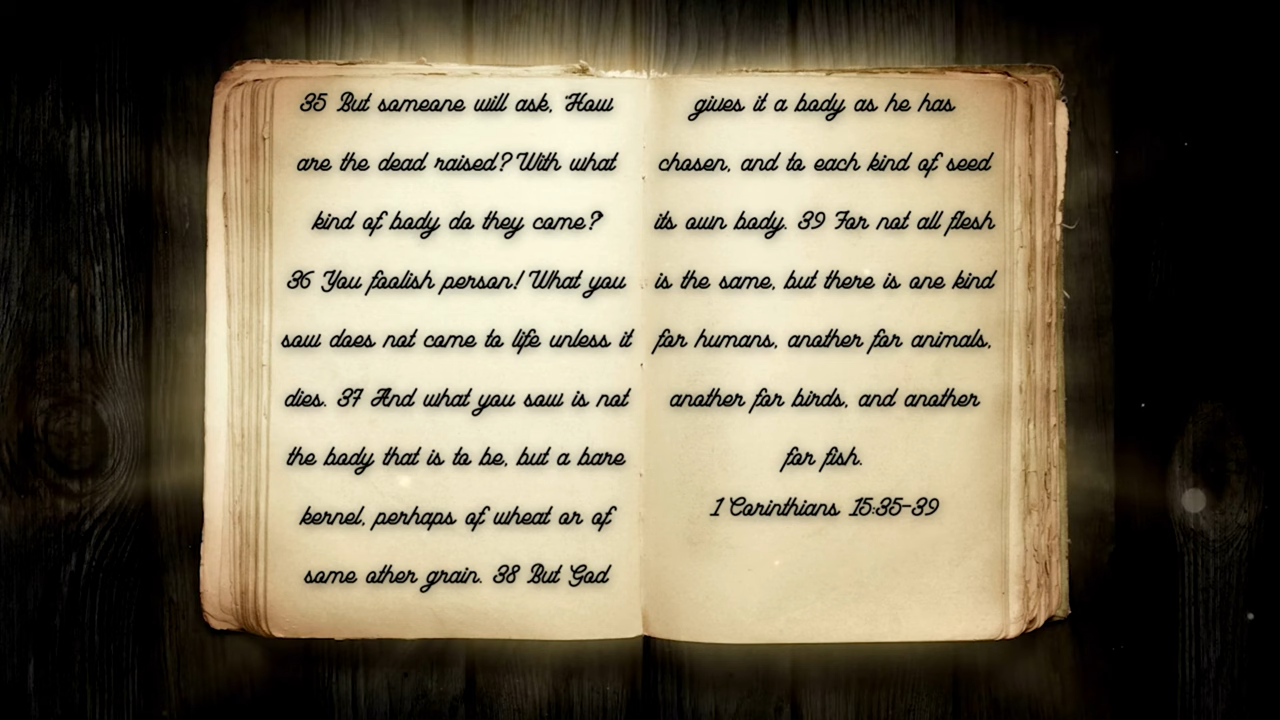 35 But someone will ask, How
are the dead raised? With what
kind of body do they come?
36 You foolish person! What you
sow does not come to life unless it
dies. 37 And what you sow is not
the body that is to be, but a bare
kernel, perhaps of wheat or of
some other grain. 38 But God
gives it a body as he has
chosen, and to each kind of seed
its own body. 39 For not all flesh
is the same, but there is one kind
for humans, another for animals,
another for birds, and another
for fish.
1 Corinthians 15:35-39